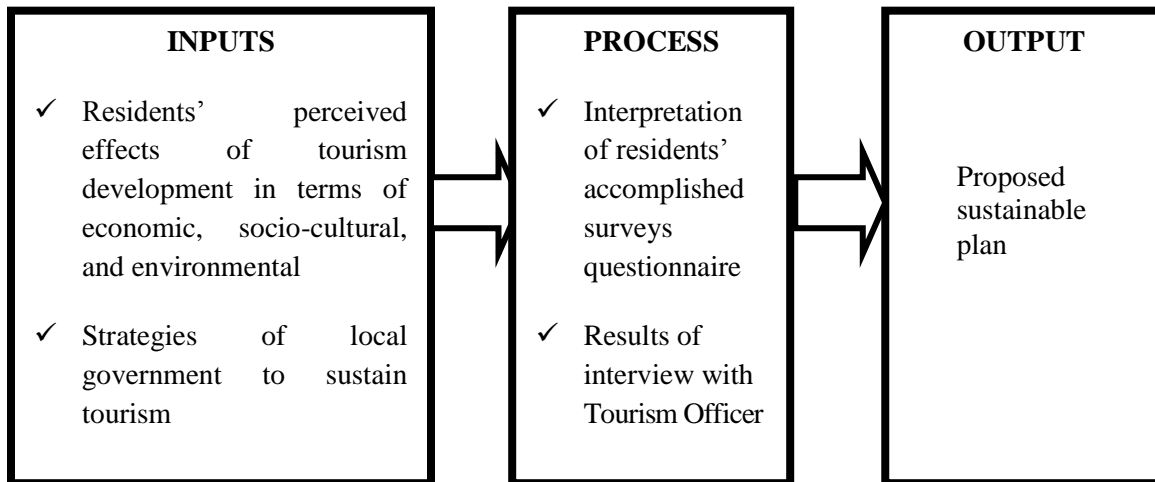 INPUTS
✓ Residents’ perceived
effects of tourism
development in terms of
economic, socio-cultural,
and environmental
✓ Strategies of local
government to sustain
tourism
PROCESS
✓ Interpretation
of residents’
accomplished
surveys
questionnaire
✓ Results of
interview with
Tourism Officer
OUTPUT
Proposed
sustainable
plan